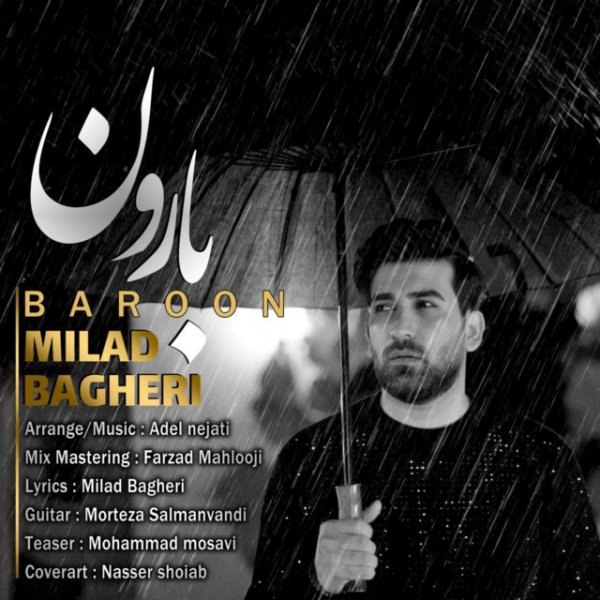 بارون
BAROON
MILAD
BAGHERI
Arrange/Music : Adel nejati
Mix Mastering : Farzad Mahlooji
Lyrics : Milad Bagheri
Guitar : Morteza Salmanvandi
Teaser : Mohammad mosavi
Coverart : Nasser shoiab